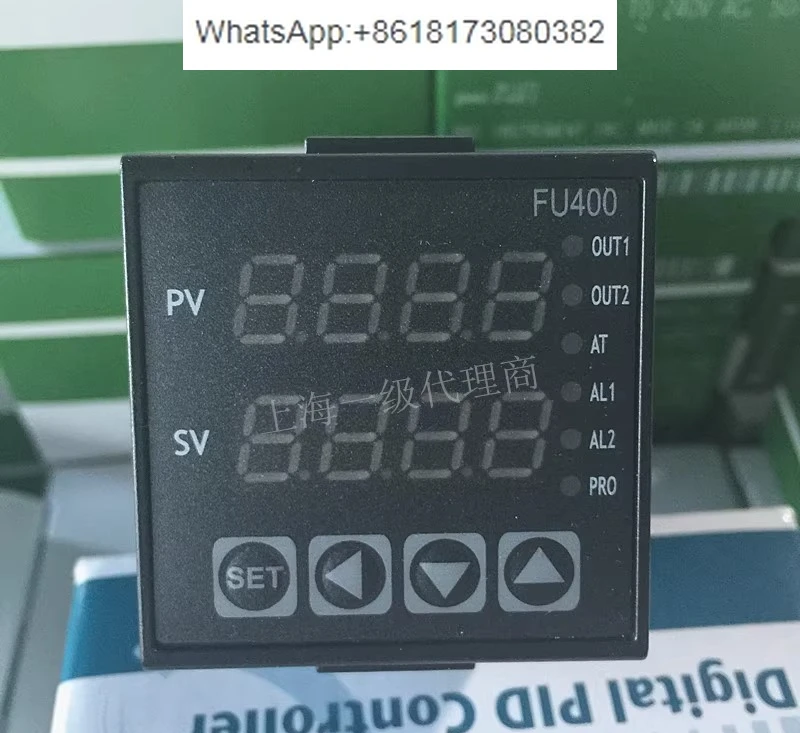 WhatsApp:+8618173080382
FU400
OUT1
PV
OUT2
AT
上海一级代理商
AL1
SV
AL2
PRO
SET
Digital PID Controller